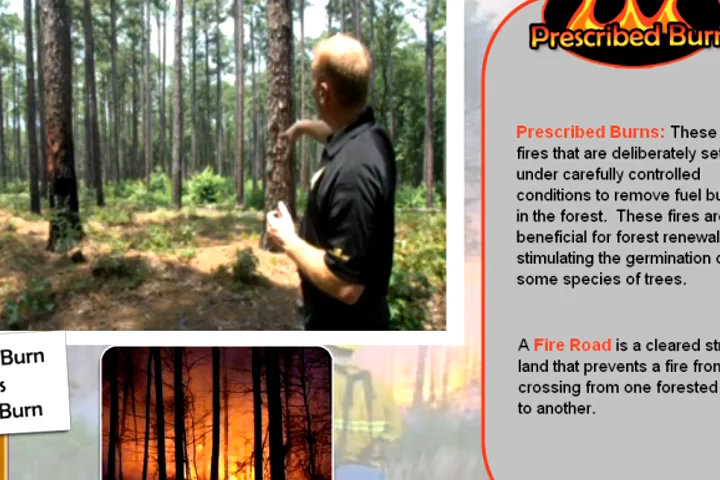 Prescribed Burn
Prescribed Burns: These
fires that are deliberately set
under carefully controlled
conditions to remove fuel bu
in the forest. These fires are
beneficial for forest renewal
stimulating the germination o
some species of trees.
A Fire Road is a cleared str
land that prevents a fire from
crossing from one forested
to another.
Burn
s
Burn